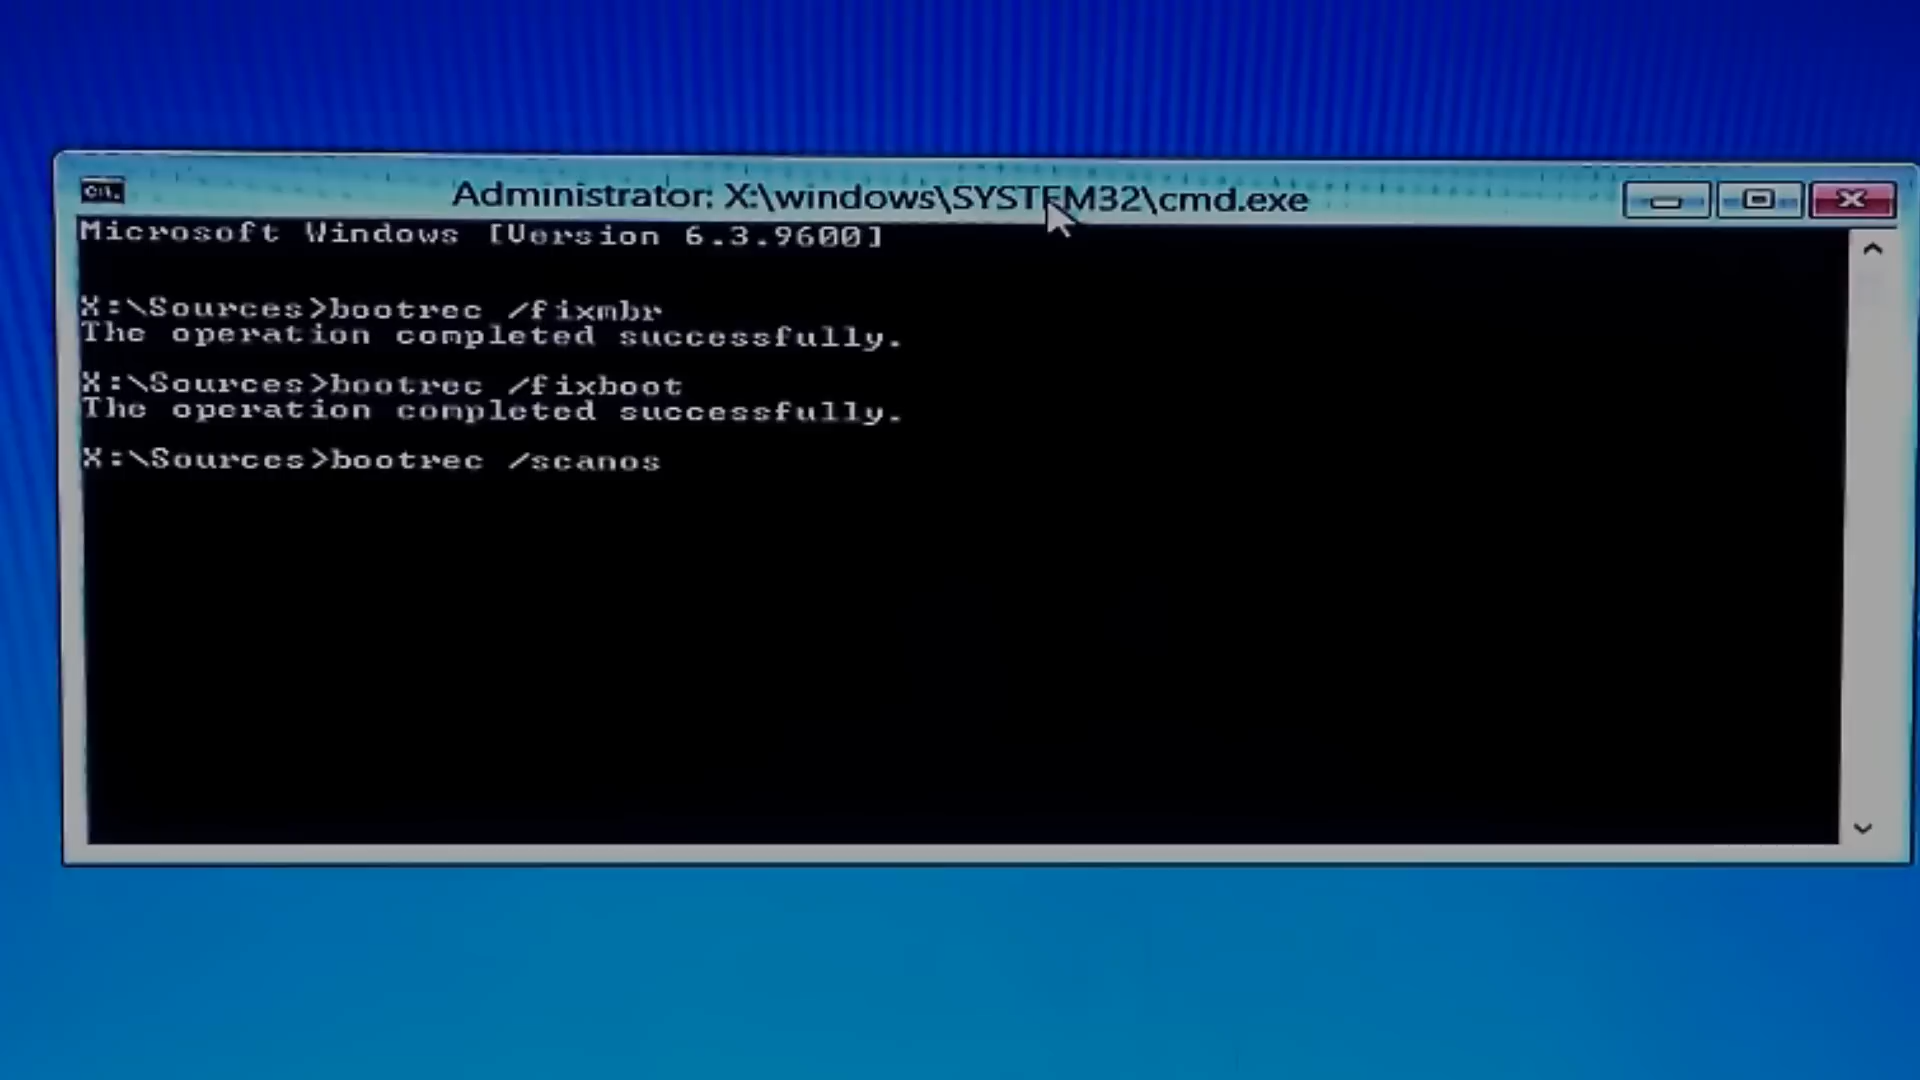 Administrator: X:\windows\SYSTEM32\cmd.exe
Microsoft Windows [Version 6.3.9600]
X:\Sources>bootrec /fixmbr
The operation completed successfully.
X:\Sources>bootrec /fixboot
The operation completed successfully.
X:\Sources>bootrec /scanos